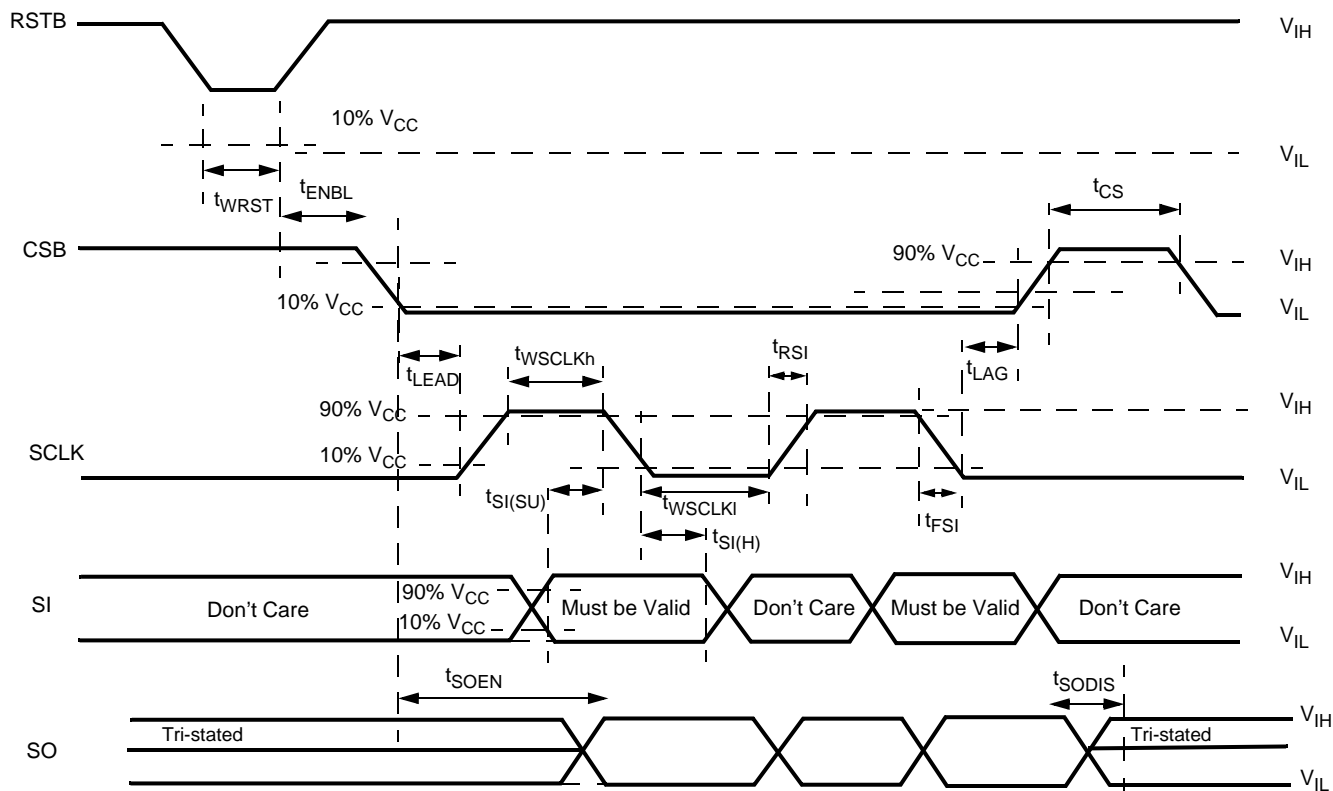 RSTB
VIH
10% VCC
VIL
tWRST
tENBL
tCS
CSB
90% VCC
VIH
10% VCC
VIL
tLEAD
tWSCLKh
tRSI
tLAG
90% VCC
VIH
SCLK
10% VCC
VIL
tSI(SU)
tWSCLKl
tFSI
tSI(H)
SI
Don't Care
90% VCC
10% VCC
Must be Valid
Don't Care
Must be Valid
Don't Care
VIH
VIL
tSOEN
tSODIS
SO
Tri-stated
Tri-stated
VIH
VIL